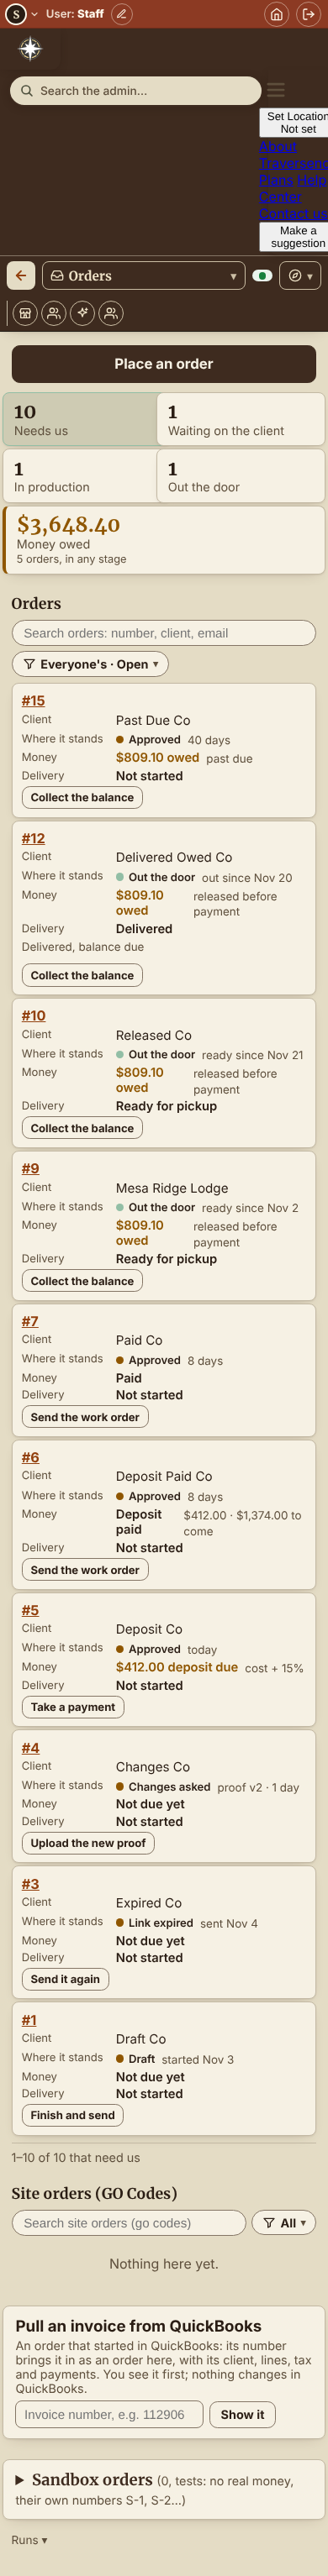 S User: Staff
Search the admin...
Set Location
Not set
About
Plans Help
Center
Contact us
Make a
suggestion
Orders ▾
Place an order
10
Needs us
1
Waiting on the client
1
In production
1
Out the door
$3,648.40
Money owed
5 orders, in any stage
Orders
Search orders: number, client, email
Everyone's · Open ▾
#15
Client Past Due Co
Where it stands Approved 40 days
Money $809.10 owed past due
Delivery Not started
Collect the balance
#12
Client Delivered Owed Co
Where it stands Out the door out since Nov 20
Money $809.10 owed released before payment
Delivery Delivered
Delivered, balance due
Collect the balance
#10
Client Released Co
Where it stands Out the door ready since Nov 21
Money $809.10 owed released before payment
Delivery Ready for pickup
Collect the balance
#9
Client Mesa Ridge Lodge
Where it stands Out the door ready since Nov 2
Money $809.10 owed released before payment
Delivery Ready for pickup
Collect the balance
#7
Client Paid Co
Where it stands Approved 8 days
Money Paid
Delivery Not started
Send the work order
#6
Client Deposit Paid Co
Where it stands Approved 8 days
Money Deposit paid $412.00 · $1,374.00 to come
Delivery Not started
Send the work order
#5
Client Deposit Co
Where it stands Approved today
Money $412.00 deposit due cost + 15%
Delivery Not started
Take a payment
#4
Client Changes Co
Where it stands Changes asked proof v2 · 1 day
Money Not due yet
Delivery Not started
Upload the new proof
#3
Client Expired Co
Where it stands Link expired sent Nov 4
Money Not due yet
Delivery Not started
Send it again
#1
Client Draft Co
Where it stands Draft started Nov 3
Money Not due yet
Delivery Not started
Finish and send
1–10 of 10 that need us
Site orders (GO Codes)
Search site orders (go codes) All ▾
Nothing here yet.
Pull an invoice from QuickBooks
An order that started in QuickBooks: its number
brings it in as an order here, with its client, lines, tax
and payments. You see it first; nothing changes in
QuickBooks.
Invoice number, e.g. 112906 Show it
▶ Sandbox orders (0, tests: no real money,
their own numbers S-1, S-2...)
Runs ▾